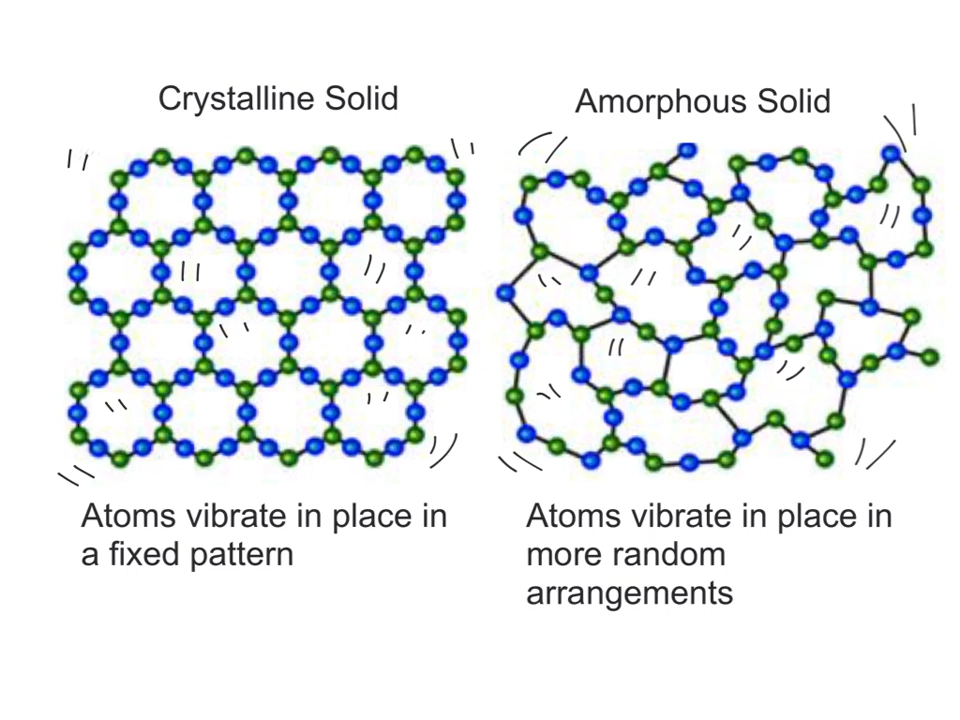 Crystalline Solid
Amorphous Solid
Atoms vibrate in place in
a fixed pattern
Atoms vibrate in place in
more random
arrangements